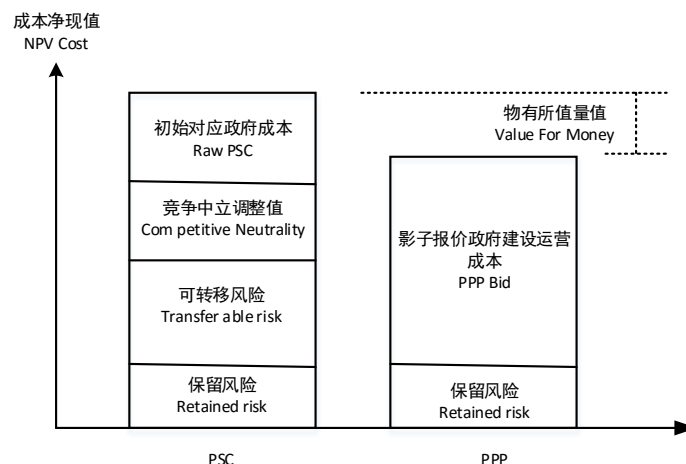 成本净现值
NPV Cost
初始对应政府成本
Raw PSC
竞争中立调整值
Com petitive Neutrality
可转移风险
Transfer able risk
保留风险
Retained risk
物有所值量值
Value For Money
影子报价政府建设运营
成本
PPP Bid
保留风险
Retained risk
PSC
PPP